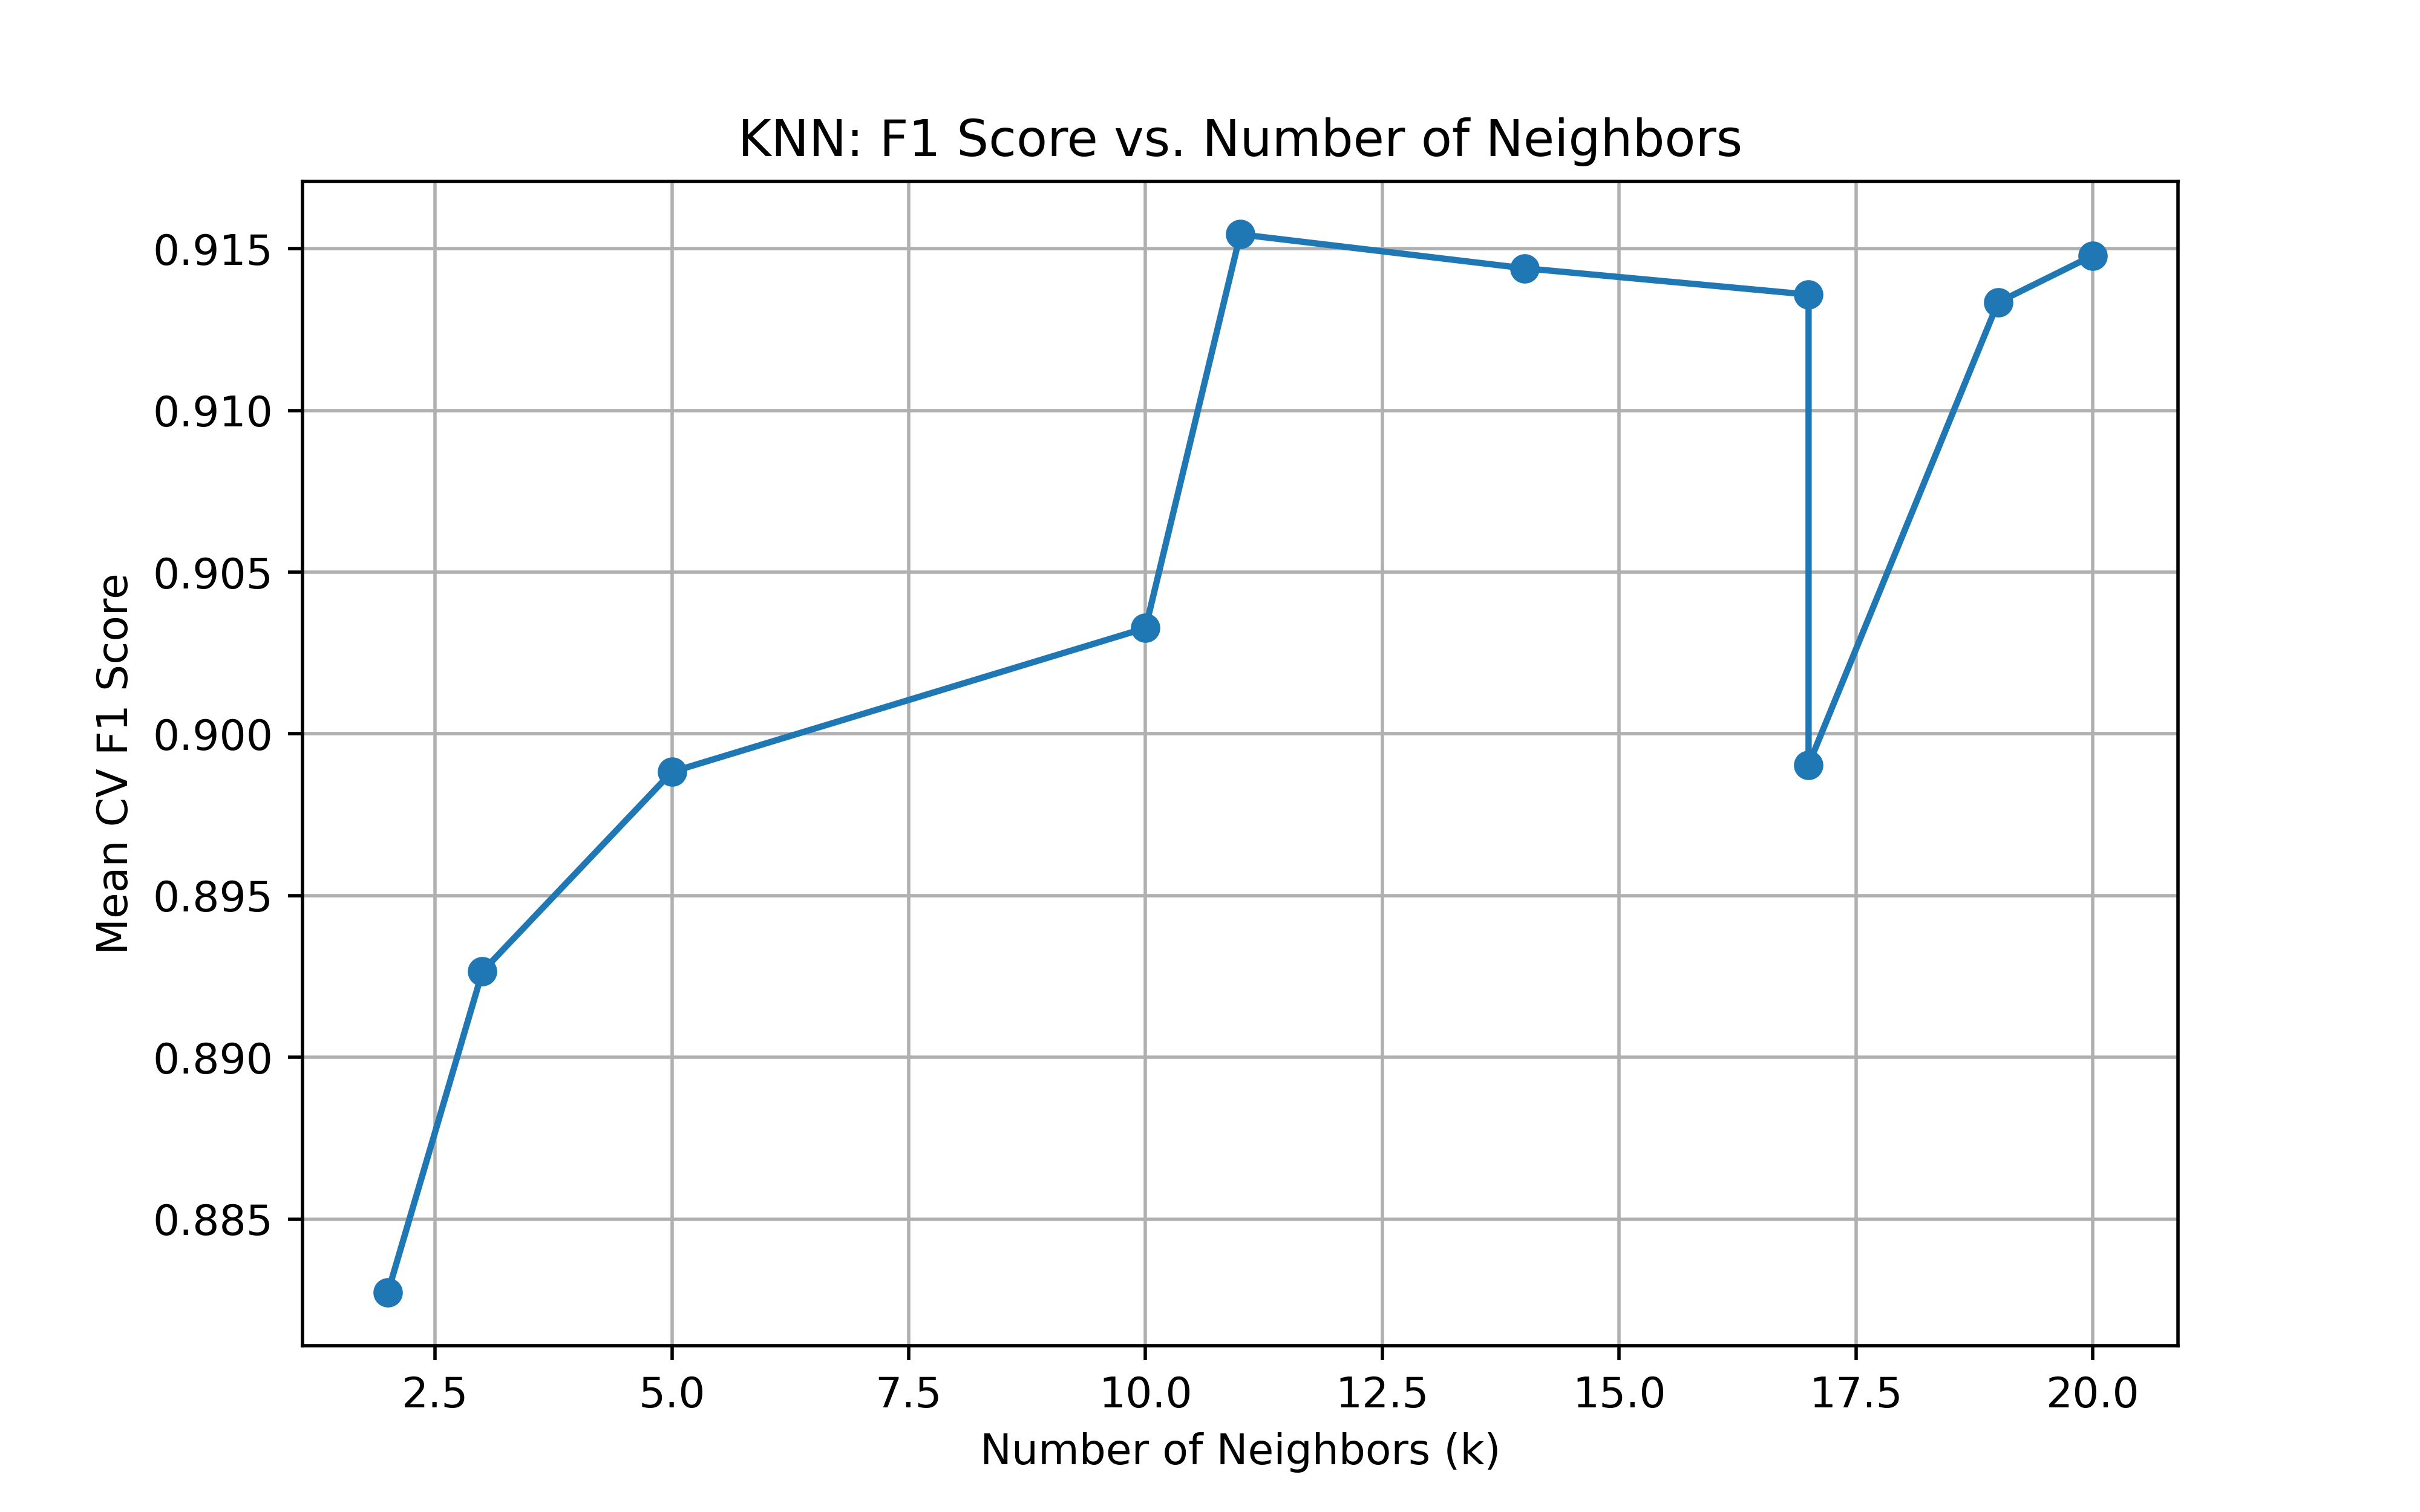 KNN: F1 Score vs. Number of Neighbors
Mean CV F1 Score
0.915
0.910
0.905
0.900
0.895
0.890
0.885
2.5 5.0 7.5 10.0 12.5 15.0 17.5 20.0
Number of Neighbors (k)